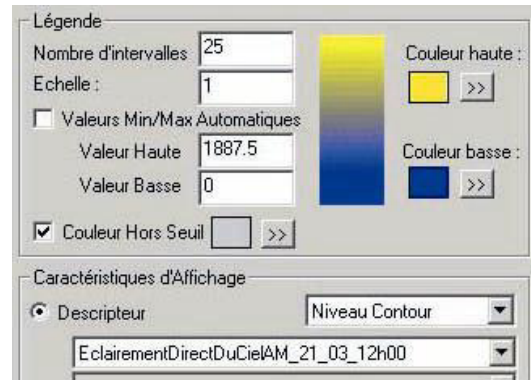 Légende
Nombre d'intervalles 25
Couleur haute :
Echelle : 1
>>
Valeurs Min/Max Automatiques
Valeur Haute 1887.5
Couleur basse :
Valeur Basse 0
>>
Couleur Hors Seuil >>
Caractéristiques d'Affichage
Descripteur Niveau Contour
EclairementDirectDuCielAM_21_03_12h00